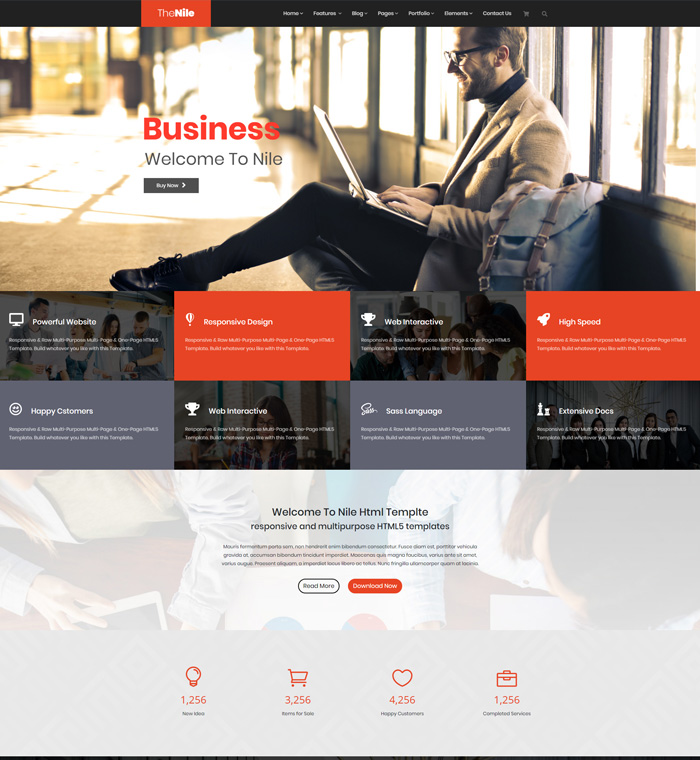 TheNile
Home Features Blog Pages Portfolio Elements Contact Us
Business
Welcome To Nile
Buy Now
Powerful Website
Responsive & Raw Multi-Purpose Multi-Page & One-Page HTML5
Template. Build whatever you like with this Template.
Responsive Design
Responsive & Raw Multi-Purpose Multi-Page & One-Page HTML5
Template. Build whatever you like with this Template.
Web Interactive
Responsive & Raw Multi-Purpose Multi-Page & One-Page HTML5
Template. Build whatever you like with this Template.
High Speed
Responsive & Raw Multi-Purpose Multi-Page & One-Page HTML5
Template. Build whatever you like with this Template.
Happy Cstomers
Responsive & Raw Multi-Purpose Multi-Page & One-Page HTML5
Template. Build whatever you like with this Template.
Web Interactive
Responsive & Raw Multi-Purpose Multi-Page & One-Page HTML5
Template. Build whatever you like with this Template.
Sass
Sass Language
Responsive & Raw Multi-Purpose Multi-Page & One-Page HTML5
Template. Build whatever you like with this Template.
Extensive Docs
Responsive & Raw Multi-Purpose Multi-Page & One-Page HTML5
Template. Build whatever you like with this Template.
Welcome To Nile Html Templte
responsive and multipurpose HTML5 templates
Mauris fermentum porta sem, non hendrerit enim bibendum consectetur. Fusce diam est, porttitor vehicula
gravida at, accumsan bibendum tincidunt imperdiet. Maecenas quis magna faucibus, varius ante sit amet,
varius augue. Praesent aliquam, a imperdiet lacus libero ac tellus. Nunc fringilla ullamcorper quam at lacinia.
Read More Download Now
1,256 3,256 4,256 1,256
New Idea Items for Sale Happy Customers Completed Services